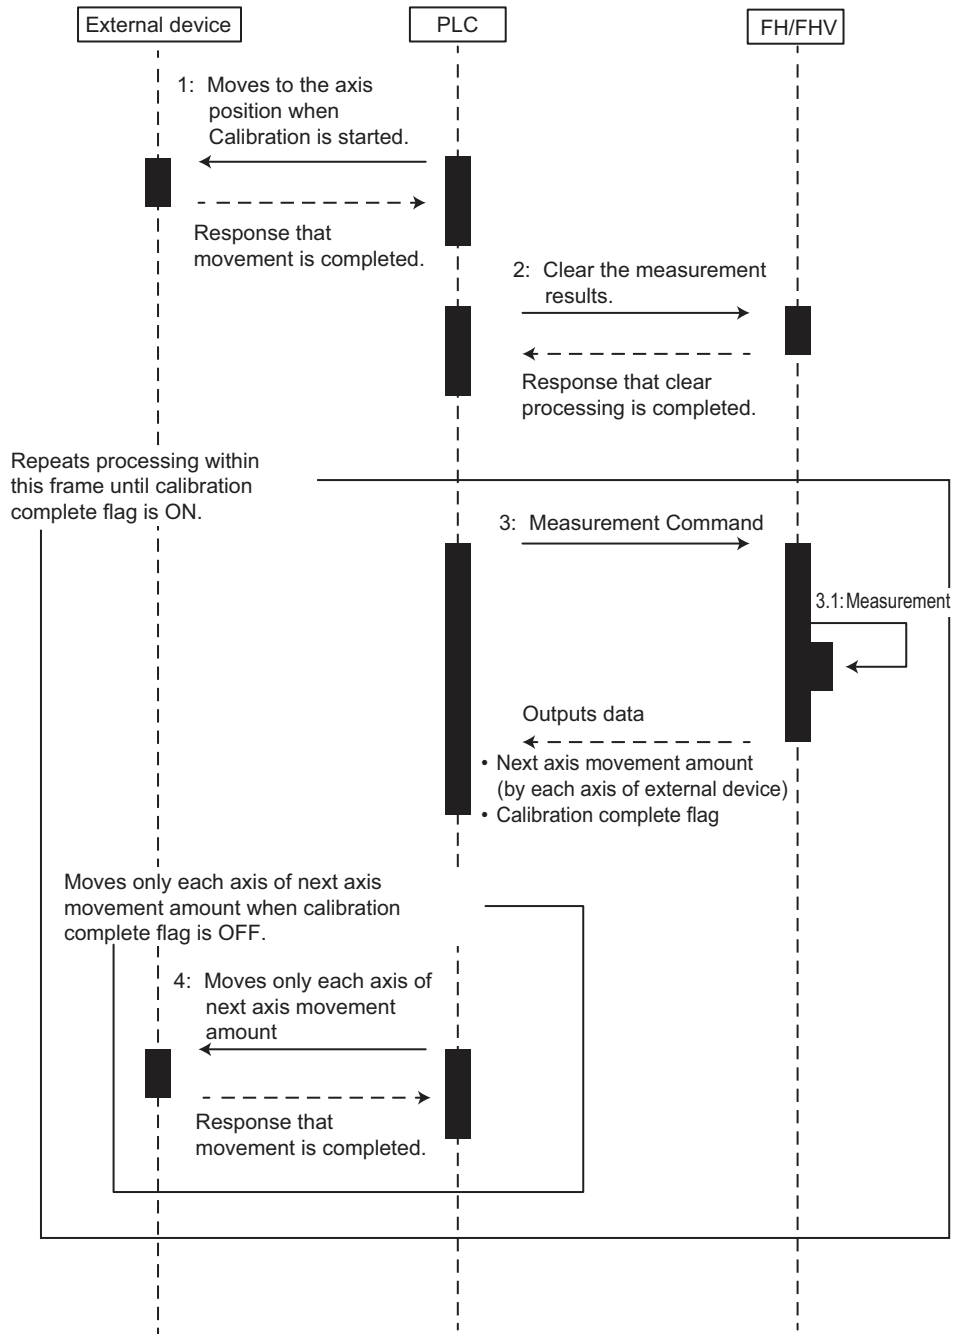 External device
PLC
FH/FHV
1: Moves to the axis
position when
Calibration is started.
Response that
movement is completed.
2: Clear the measurement
results.
Response that clear
processing is completed.
Repeats processing within
this frame until calibration
complete flag is ON.
3: Measurement Command
3.1: Measurement
Outputs data
• Next axis movement amount
(by each axis of external device)
• Calibration complete flag
Moves only each axis of next axis
movement amount when calibration
complete flag is OFF.
4: Moves only each axis of
next axis movement
amount
Response that
movement is completed.